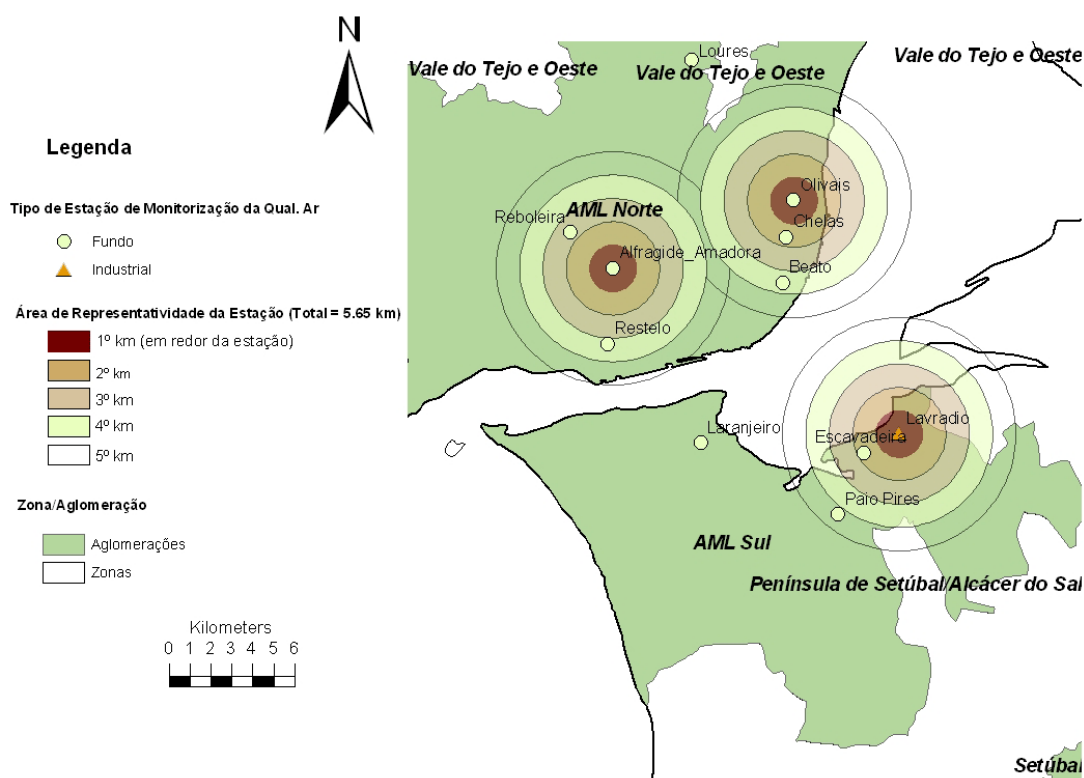 N
Legenda
Tipo de Estação de Monitorização da Qual. Ar
Fundo
Industrial
Área de Representatividade da Estação (Total = 5.65 km)
1º km (em redor da estação)
2º km
3º km
4º km
5º km
Zona/Aglomeração
Aglomerações
Zonas
Kilometers
0 1 2 3 4 5 6
Loures
Vale do Tejo e Oeste
Vale do Tejo e Oeste
Vale do Tejo e Oeste
Olivais
Reboleira
AML Norte
Chelas
Alfragide_Amadora
Beato
Restelo
Lavradio
Laranjeiro
Escavadeira
Paio Pires
AML Sul
Península de Setúbal/Alcácer do Sal
Setúbal